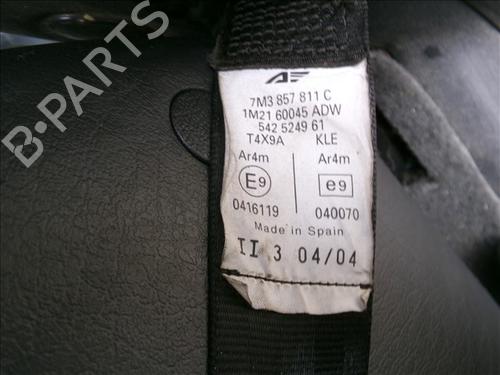 7M3 857 811 C
1M21 60045 ADW
542 5249 61
T4X9A KLE
Ar4m Ar4m
E9 e9
0416119 040070
Made in Spain
II 3 04/04
B-PARTS